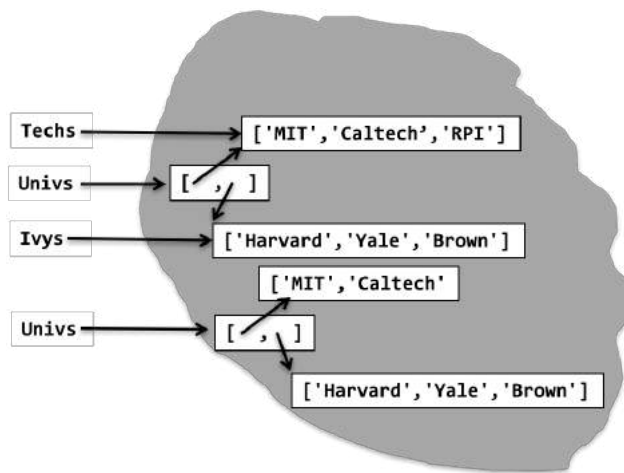 Techs
['MIT','Caltech’,'RPI']
Univs
[ , ]
Ivys
['Harvard','Yale','Brown']
['MIT','Caltech'
Univs
[ , ]
['Harvard','Yale','Brown']